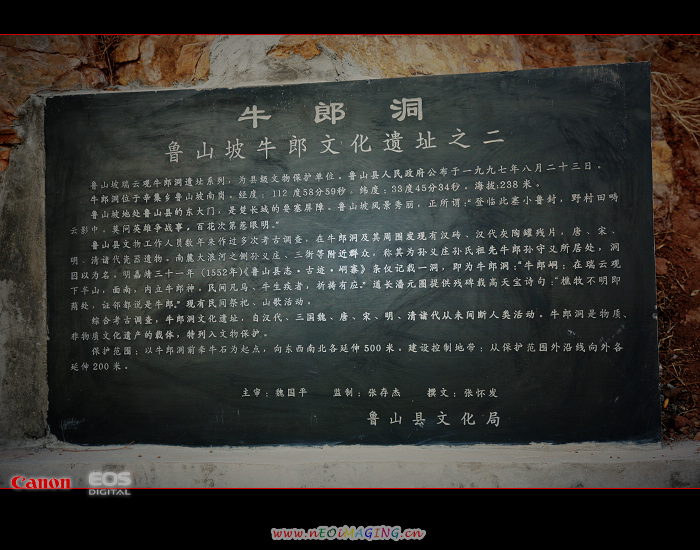 牛郎洞
鲁山坡牛郎文化遗址之二
鲁山坡瑞云观牛郎洞遗址系列，为县级文物保护单位。鲁山县人民政府公布于一九九七年八月二十三日。
牛郎洞位于辛集乡鲁山坡南岗。经度：112度58分59秒，纬度：33度45分34秒。海拔：238米。
鲁山坡地处鲁山县的东大门，是楚长城的要塞屏障。鲁山坡风景秀丽。正所谓：“登临此塞小鲁封，野村田畴
云影中。莫问英雄争战事，百花次第惹眼明。”
鲁山县文物工作人员数年来作过多次考古调查，在牛郎洞及其周围发现有汉砖、汉代灰陶罐残片，唐、宋、
明、清诸代瓷器遗物。南麓大浪河之侧孙义庄、三街等附近群众，称其为孙义庄孙氏祖先牛郎孙守义所居处，洞
因以为名。明嘉靖三十一年（1552年）《鲁山县志·古迹·峒寨》条仅记载一洞，即为牛郎洞：“牛郎峒：在瑞云观
下半山，面南，内立牛郎神。民间凡马、牛生疾者，祈祷有应。”道长潘元圃提供残碑载高天宝诗句：“樵牧不明即
荫处，证邻都说是牛郎。”现有民间祭祀、山歌活动。
综合考古调查，牛郎洞文化遗址，自汉代、三国魏、唐、宋、明、清诸代从未间断人类活动。牛郎洞是物质、
非物质文化遗产的载体，特列入文物保护。
保护范围：以牛郎洞前牵牛石为起点，向东西南北各延伸500米。建设控制地带：从保护范围外沿线向外各
延伸200米。
主审：魏国平 监制：张存杰 撰文：张怀发
鲁山县文化局
Canon EOS
DIGITAL
www.nEOiMAGING.cn